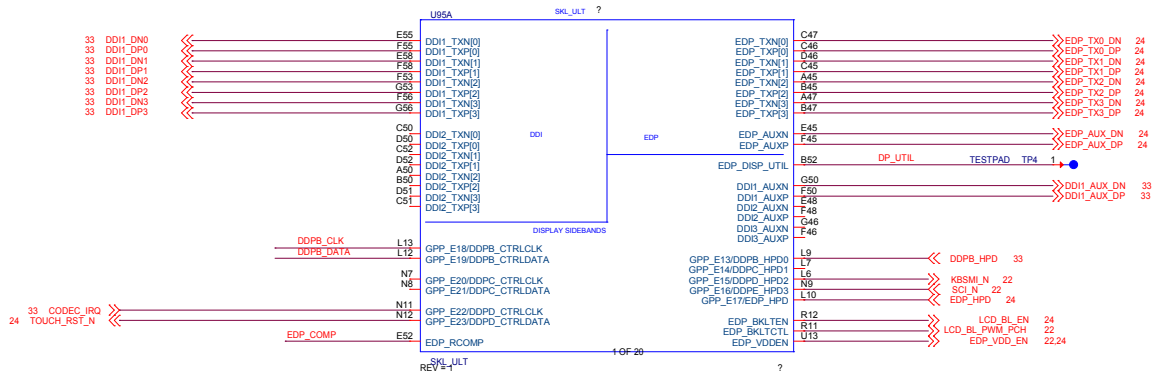 U95A SKL_ULT ?
33 DDI1_DN0 E55 DDI1_TXN[0] EDP_TXN[0] C47 EDP_TX0_DN 24
33 DDI1_DP0 F55 DDI1_TXP[0] EDP_TXP[0] C46 EDP_TX0_DP 24
33 DDI1_DN1 E58 DDI1_TXN[1] EDP_TXN[1] D46 EDP_TX1_DN 24
33 DDI1_DP1 F58 DDI1_TXP[1] EDP_TXP[1] C45 EDP_TX1_DP 24
33 DDI1_DN2 F53 DDI1_TXN[2] EDP_TXN[2] A45 EDP_TX2_DN 24
33 DDI1_DP2 G53 DDI1_TXP[2] EDP_TXP[2] B45 EDP_TX2_DP 24
33 DDI1_DN3 F56 DDI1_TXN[3] EDP_TXN[3] A47 EDP_TX3_DN 24
33 DDI1_DP3 G56 DDI1_TXP[3] EDP_TXP[3] B47 EDP_TX3_DP 24
C50 DDI2_TXN[0] DDI EDP EDP_AUXN E45 EDP_AUX_DN 24
D50 DDI2_TXP[0] EDP_AUXP F45 EDP_AUX_DP 24
C52 DDI2_TXN[1]
D52 DDI2_TXP[1] EDP_DISP_UTIL B52 DP_UTIL TESTPAD TP4 1
A50 DDI2_TXN[2]
B50 DDI2_TXP[2] DDI1_AUXN G50 DDI1_AUX_DN 33
D51 DDI2_TXN[3] DDI1_AUXP F50 DDI1_AUX_DP 33
C51 DDI2_TXP[3] DDI2_AUXN E48
DDI2_AUXP F48
DDI3_AUXN G46
DISPLAY SIDEBANDS DDI3_AUXP F46
DDPB_CLK L13 GPP_E18/DDPB_CTRLCLK
DDPB_DATA L12 GPP_E19/DDPB_CTRLDATA GPP_E13/DDPB_HPD0 L9 DDPB_HPD 33
GPP_E14/DDPC_HPD1 L7
N7 GPP_E20/DDPC_CTRLCLK GPP_E15/DDPD_HPD2 L6 KBSMI_N 22
N8 GPP_E21/DDPC_CTRLDATA GPP_E16/DDPE_HPD3 N9 SCI_N 22
GPP_E17/EDP_HPD L10 EDP_HPD 24
33 CODEC_IRQ N11 GPP_E22/DDPD_CTRLCLK
24 TOUCH_RST_N N12 GPP_E23/DDPD_CTRLDATA EDP_BKLTEN R12 LCD_BL_EN 24
EDP_BKLTCTL R11 LCD_BL_PWM_PCH 22
EDP_COMP E52 EDP_RCOMP EDP_VDDEN U13 EDP_VDD_EN 22,24
1 OF 20
SKL_ULT
REV = 1 ?